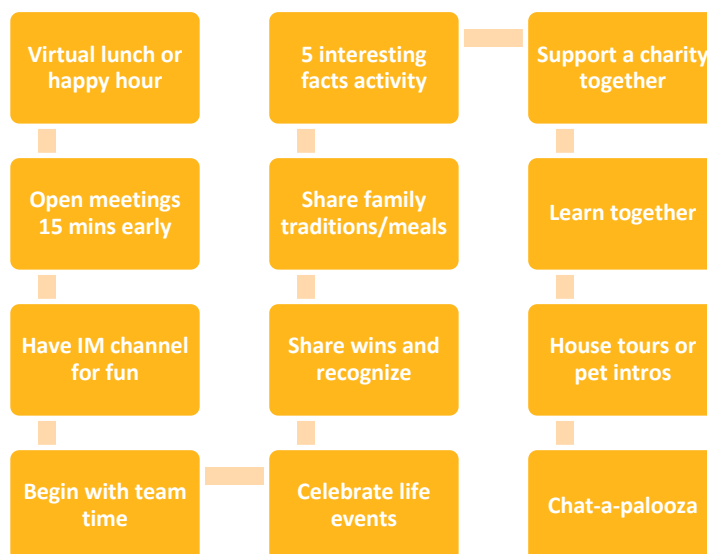 Virtual lunch or
happy hour
Open meetings
15 mins early
Have IM channel
for fun
Begin with team
time
Celebrate life
events
Share wins and
recognize
Share family
traditions/meals
5 interesting
facts activity
Support a charity
together
Learn together
House tours or
pet intros
Chat-a-palooza